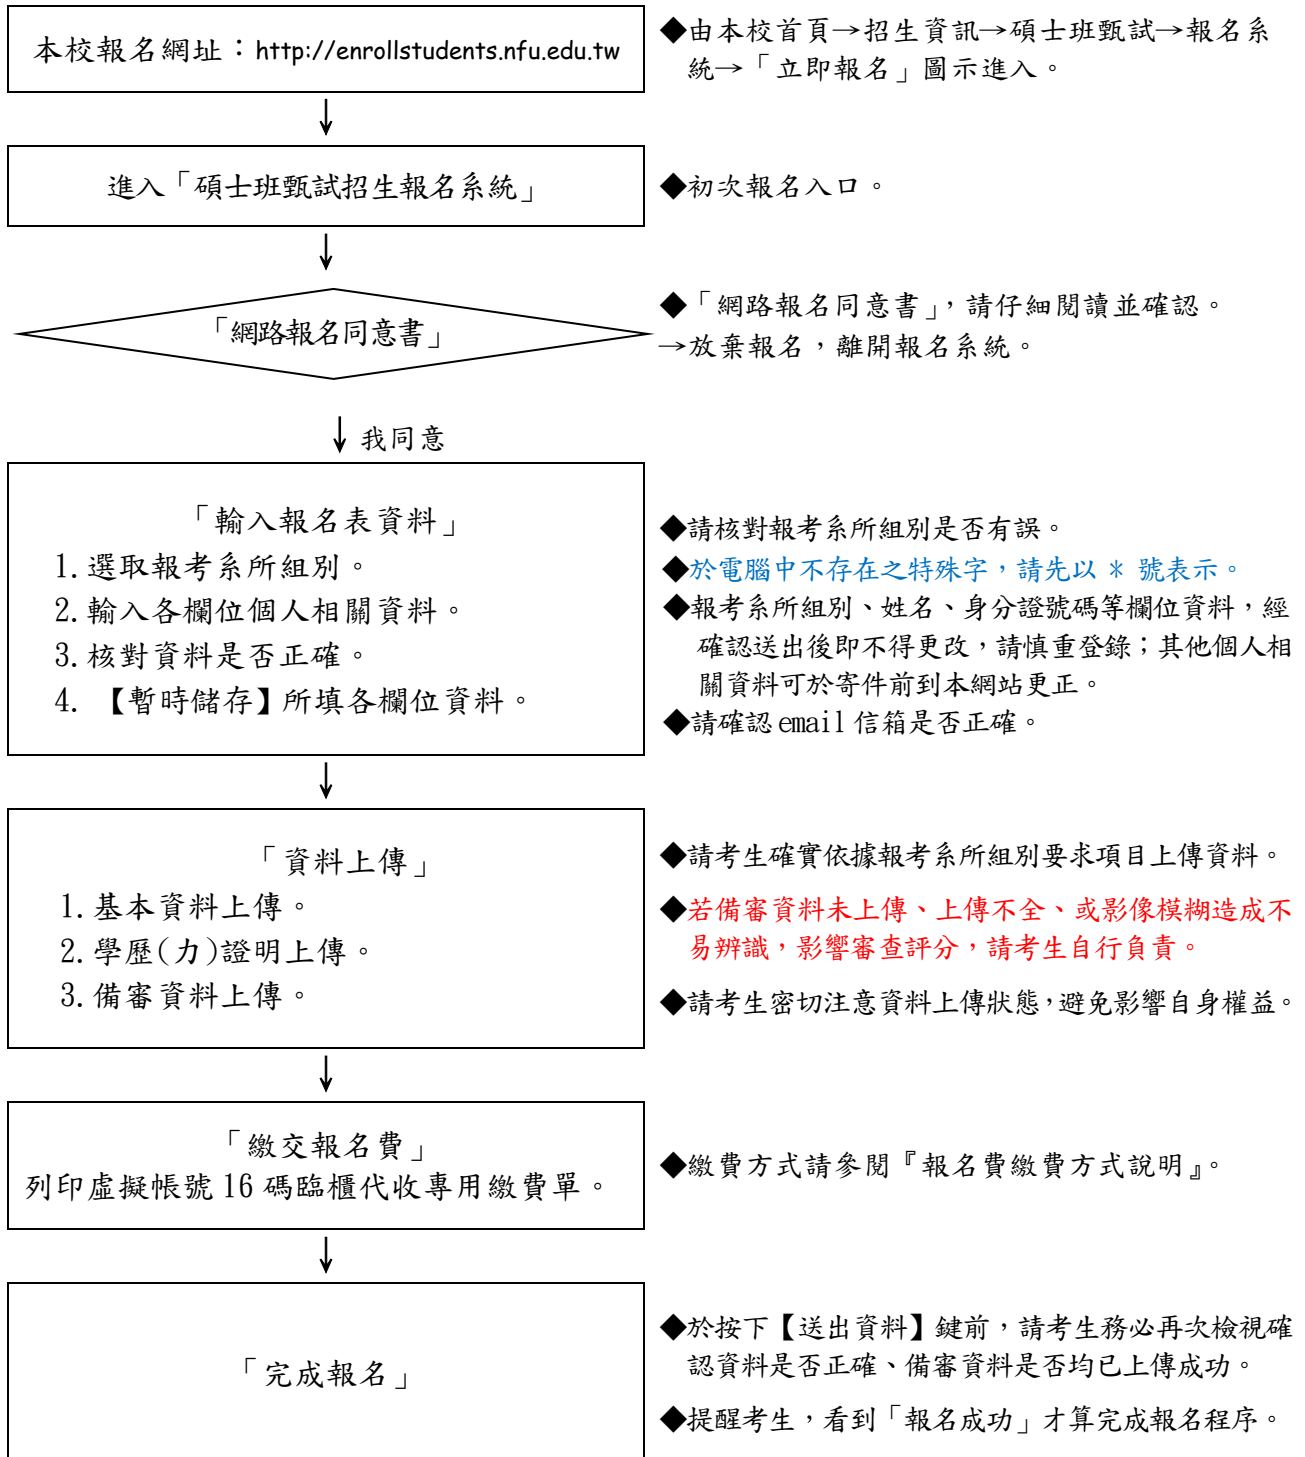 本校報名網址：http://enrollstudents.nfu.edu.tw
◆由本校首頁→招生資訊→碩士班甄試→報名系
統→「立即報名」圖示進入。
進入「碩士班甄試招生報名系統」
◆初次報名入口。
「網路報名同意書」
◆「網路報名同意書」，請仔細閱讀並確認。
→放棄報名，離開報名系統。
我同意
「輸入報名表資料」
1.選取報考系所組別。
2.輸入各欄位個人相關資料。
3.核對資料是否正確。
4. 【暫時儲存】所填各欄位資料。
◆請核對報考系所組別是否有誤。
◆於電腦中不存在之特殊字，請先以 * 號表示。
◆報考系所組別、姓名、身分證號碼等欄位資料，經
確認送出後即不得更改，請慎重登錄；其他個人相
關資料可於寄件前到本網站更正。
◆請確認 email 信箱是否正確。
「資料上傳」
1.基本資料上傳。
2.學歷(力)證明上傳。
3.備審資料上傳。
◆請考生確實依據報考系所組別要求項目上傳資料。
◆若備審資料未上傳、上傳不全、或影像模糊造成不
易辨識，影響審查評分，請考生自行負責。
◆請考生密切注意資料上傳狀態，避免影響自身權益。
「繳交報名費」
列印虛擬帳號 16 碼臨櫃代收專用繳費單。
◆繳費方式請參閱『報名費繳費方式說明』。
「完成報名」
◆於按下【送出資料】鍵前，請考生務必再次檢視確
認資料是否正確、備審資料是否均已上傳成功。
◆提醒考生，看到「報名成功」才算完成報名程序。